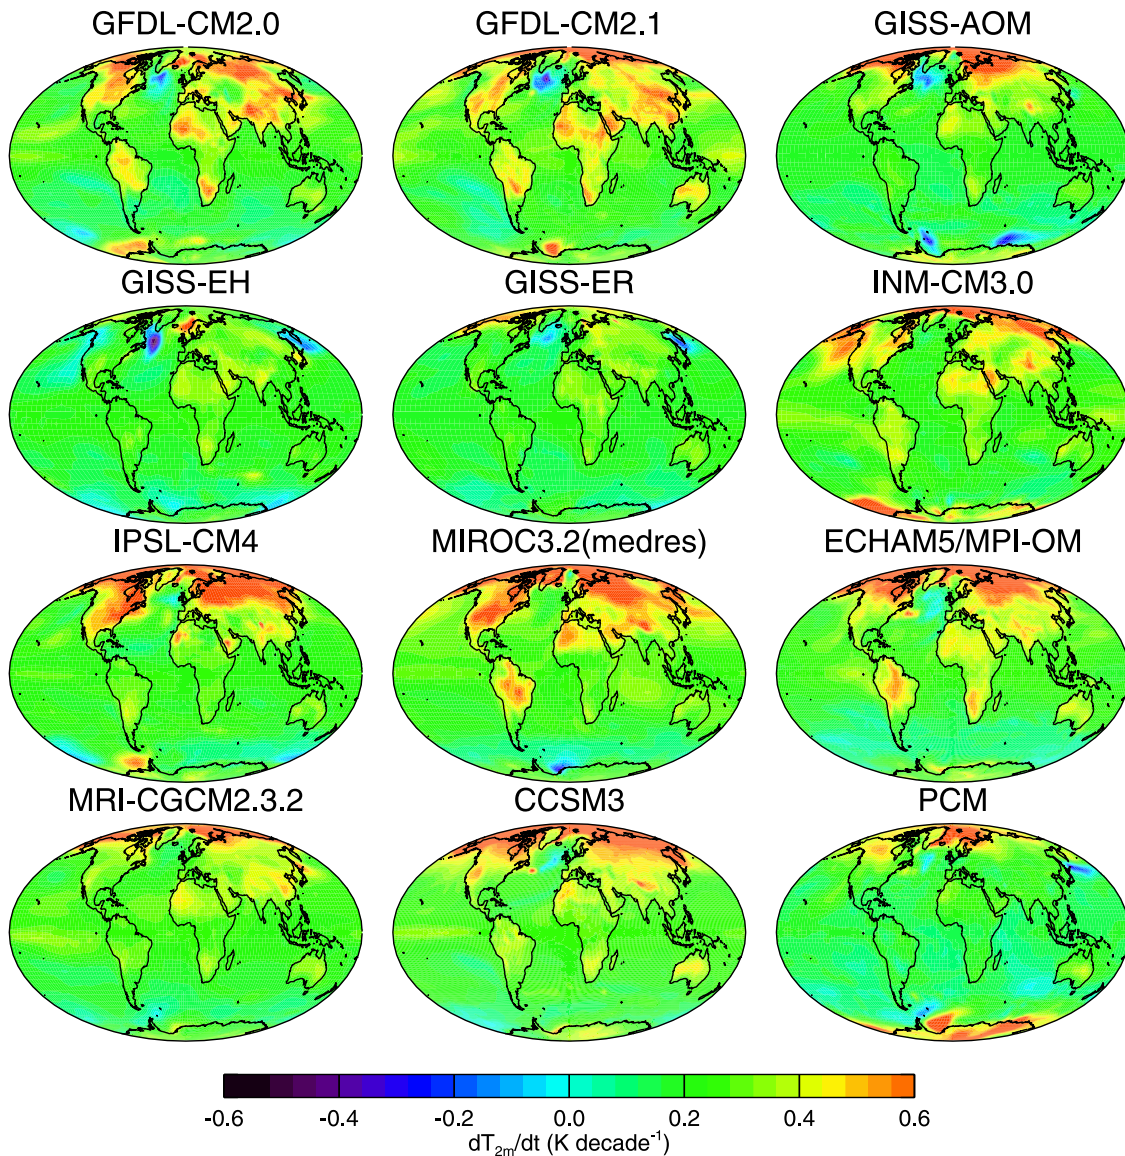 GFDL-CM2.0 GFDL-CM2.1 GISS-AOM
GISS-EH GISS-ER INM-CM3.0
IPSL-CM4 MIROC3.2(medres) ECHAM5/MPI-OM
MRI-CGCM2.3.2 CCSM3 PCM
-0.6 -0.4 -0.2 0.0 0.2 0.4 0.6
dT₂ₘ/dt (K decade⁻¹)